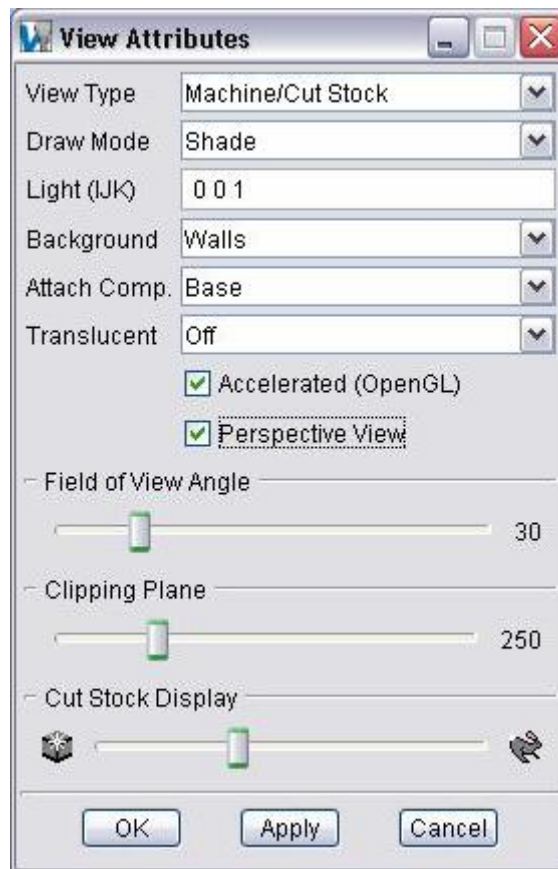 View Attributes
View Type Machine/Cut Stock
Draw Mode Shade
Light (IJK) 0 0 1
Background Walls
Attach Comp. Base
Translucent Off
Accelerated (OpenGL)
Perspective View
Field of View Angle
30
Clipping Plane
250
Cut Stock Display
OK Apply Cancel